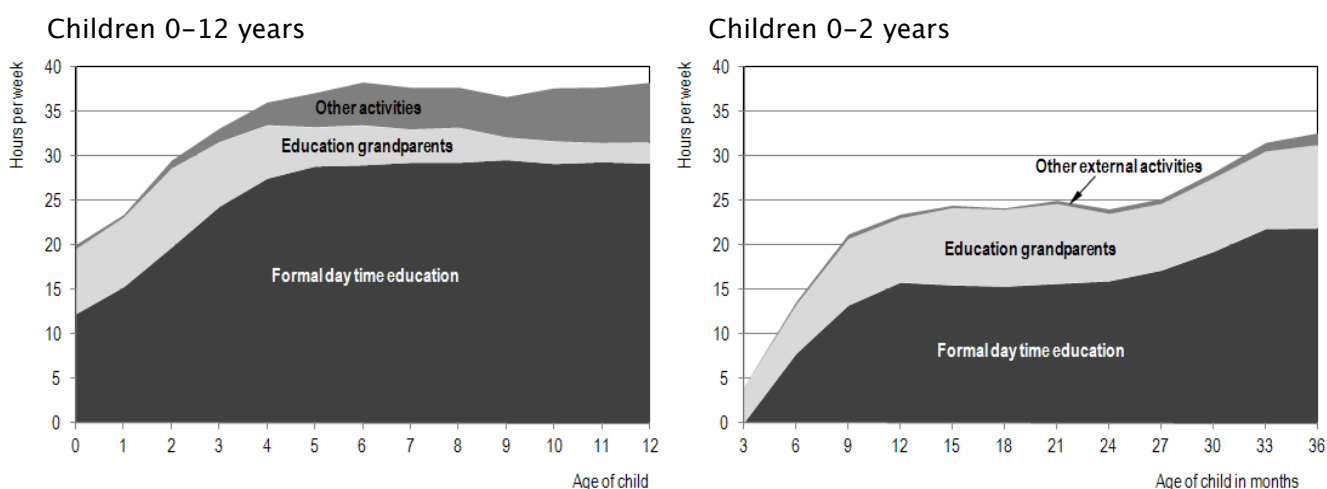 Children 0-12 years
Hours per week
40
35
30
25
20
15
10
5
0
Other activities
Education grandparents
Formal day time education
0 1 2 3 4 5 6 7 8 9 10 11 12
Age of child
Children 0-2 years
Hours per week
40
35
30
25
20
15
10
5
0
Other external activities
Education grandparents
Formal day time education
3 6 9 12 15 18 21 24 27 30 33 36
Age of child in months